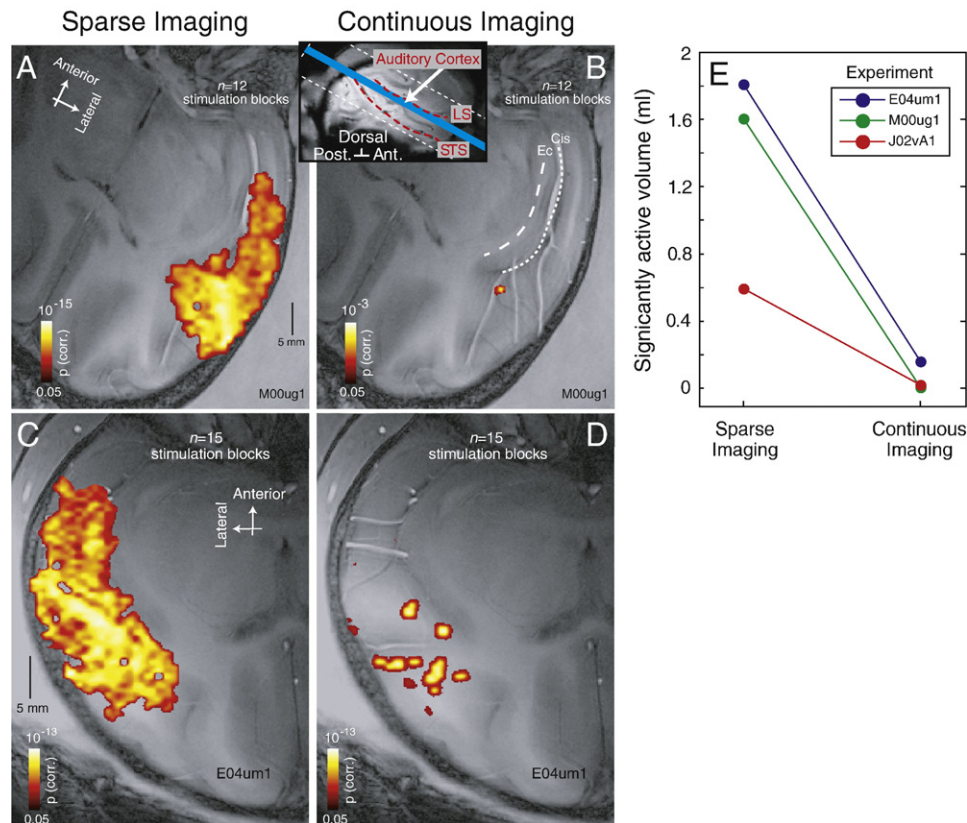 Sparse Imaging
Continuous Imaging
A
Anterior
Lateral
n=12
stimulation blocks
10-15
p (corr.)
0.05
5 mm
M00ug1
Auditory Cortex
LS
STS
Dorsal
Post. Ant.
B
n=12
stimulation blocks
Cis
Ec
10-3
p (corr.)
0.05
C
n=15
stimulation blocks
Anterior
Lateral
5 mm
10-13
p (corr.)
0.05
E04um1
D
n=15
stimulation blocks
10-13
p (corr.)
0.05
E04um1
E
Experiment
E04um1
M00ug1
J02vA1
Signicantly active volume (ml)
2
1.6
1.2
0.8
0.4
0
Sparse
Imaging
Continuous
Imaging